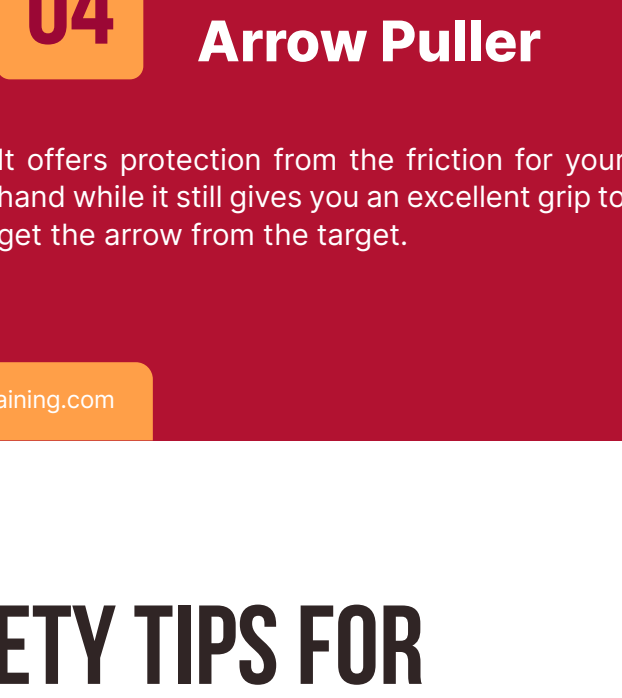 04
Arrow Puller
It offers protection from the friction for your
hand while it still gives you an excellent grip to
get the arrow from the target.
aining.com
ETY TIPS FOR